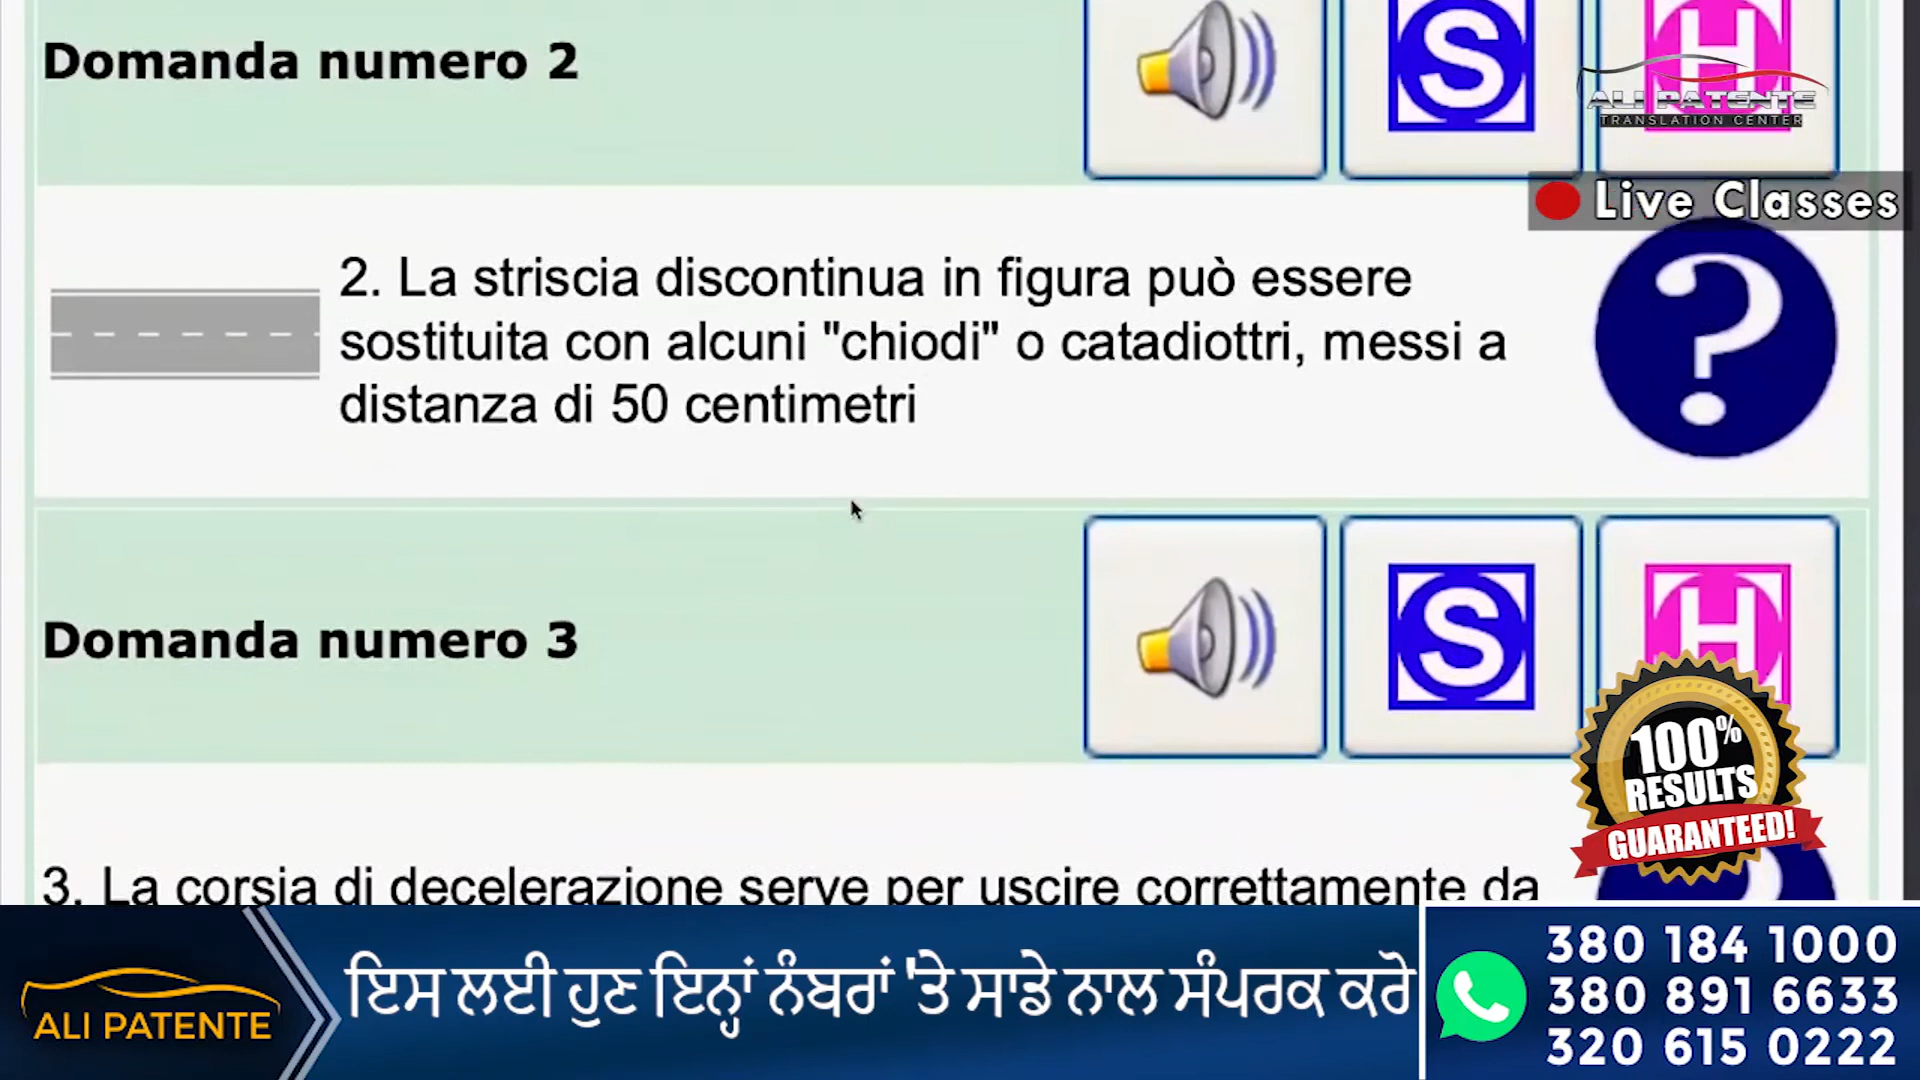 Domanda numero 2
S
H
ALI PATENTE
TRANSLATION CENTER
Live Classes
2. La striscia discontinua in figura può essere
sostituita con alcuni "chiodi" o catadiottri, messi a
distanza di 50 centimetri
?
Domanda numero 3
S
H
100%
RESULTS
GUARANTEED!
3. La corsia di decelerazione serve per uscire correttamente da
ALI PATENTE
ਇਸ ਲਈ ਹੁਣ ਇਨ੍ਹਾਂ ਨੰਬਰਾਂ 'ਤੇ ਸਾਡੇ ਨਾਲ ਸੰਪਰਕ ਕਰੋ
380 184 1000
380 891 6633
320 615 0222